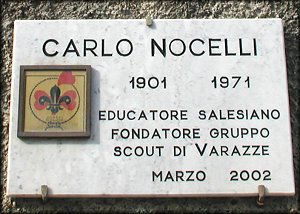 CARLO NOCELLI
1901 1971
EDUCATORE SALESIANO
FONDATORE GRUPPO
SCOUT DI VARAZZE
MARZO 2002